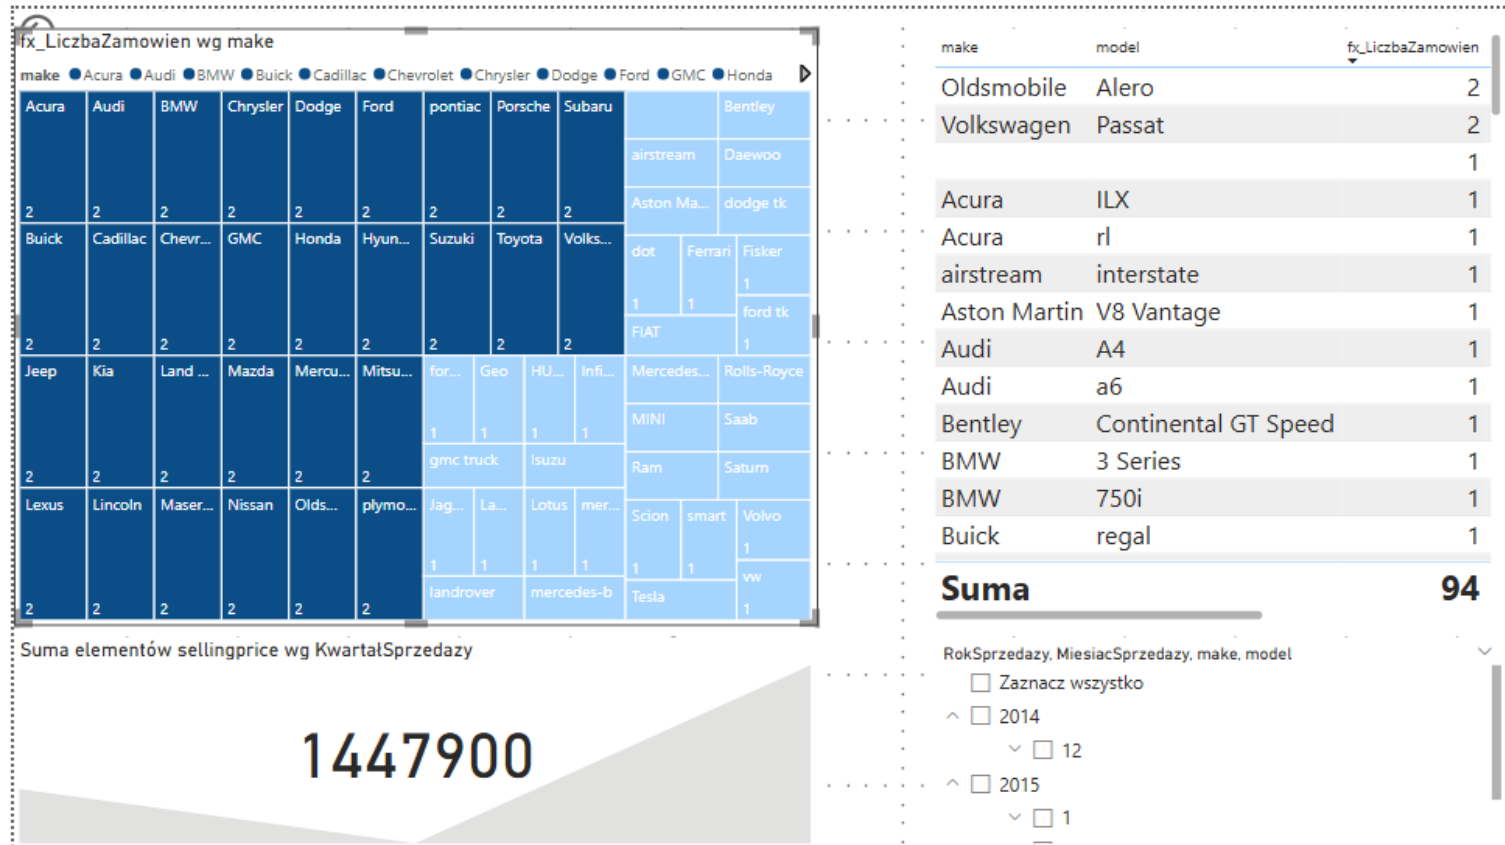 fx_LiczbaZamowien wg make
make Acura Audi BMW Buick Cadillac Chevrolet Chrysler Dodge Ford GMC Honda
Acura Audi BMW Chrysler Dodge Ford pontiac Porsche Subaru
2 2 2 2 2 2 2 2 2
Buick Cadillac Chevr... GMC Honda Hyun... Suzuki Toyota Volks...
2 2 2 2 2 2 2 2 2
Jeep Kia Land ... Mazda Mercu... Mitsu...
2 2 2 2 2 2
Lexus Lincoln Maser... Nissan Olds... plymo...
2 2 2 2 2 2
Bentley
airstream Daewoo
Aston Ma... dodge tk
dot Ferrari Fisker
1
1 1
ford tk
FIAT
1
for... Geo HU... Infi...
1 1 1 1
gmc truck Isuzu
Jag... La... Lotus mer...
1 1 1 1
landrover mercedes-b
Mercedes... Rolls-Royce
MINI Saab
Ram Saturn
Scion smart Volvo
1
1 1
vw
Tesla
1
make model fx_LiczbaZamowien
Oldsmobile Alero 2
Volkswagen Passat 2
1
Acura ILX 1
Acura rl 1
airstream interstate 1
Aston Martin V8 Vantage 1
Audi A4 1
Audi a6 1
Bentley Continental GT Speed 1
BMW 3 Series 1
BMW 750i 1
Buick regal 1
Suma 94
Suma elementów sellingprice wg KwartałSprzedazy
1447900
RokSprzedazy, MiesiacSprzedazy, make, model
Zaznacz wszystko
2014
12
2015
1